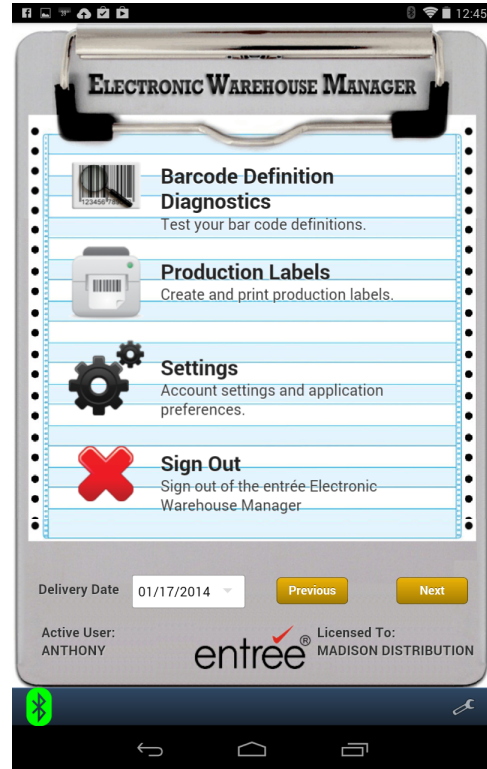 12:45
ELECTRONIC WAREHOUSE MANAGER
Barcode Definition
Diagnostics
Test your bar code definitions.
Production Labels
Create and print production labels.
Settings
Account settings and application
preferences.
Sign Out
Sign out of the entrée Electronic
Warehouse Manager
Delivery Date 01/17/2014 Previous Next
Active User:
ANTHONY
entrée®
Licensed To:
MADISON DISTRIBUTION